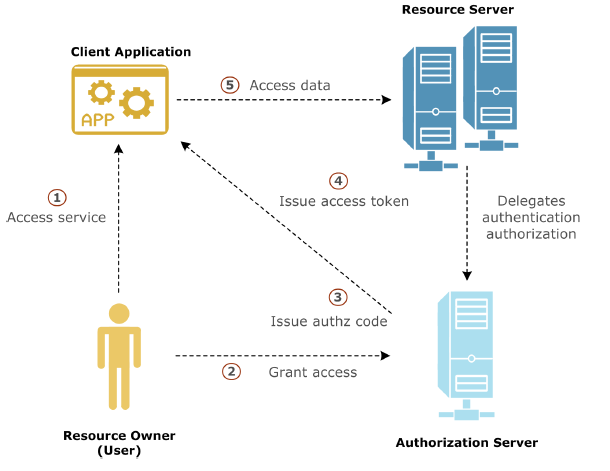 Resource Server
Client Application
APP
5 Access data
4
Issue access token
1
Access service
Delegates
authentication
authorization
3
Issue authz code
2 Grant access
Resource Owner
(User)
Authorization Server